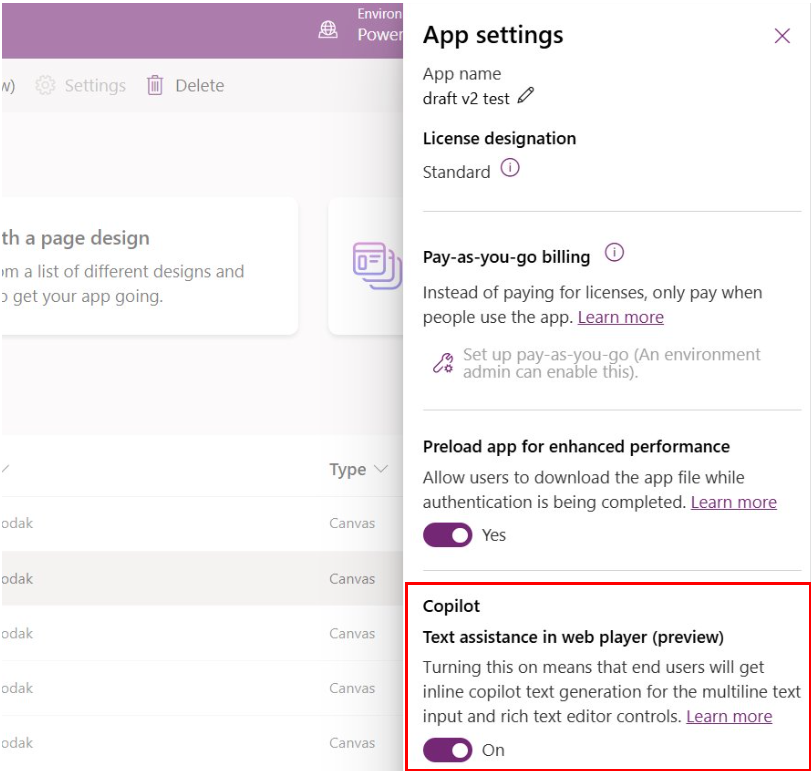 Environ
Power
Settings
Delete
th a page design
om a list of different designs and
o get your app going.
Type
odak
Canvas
odak
Canvas
odak
Canvas
odak
Canvas
odak
Canvas
App settings
App name
draft v2 test
License designation
Standard
Pay-as-you-go billing
Instead of paying for licenses, only pay when
people use the app. Learn more
Set up pay-as-you-go (An environment
admin can enable this).
Preload app for enhanced performance
Allow users to download the app file while
authentication is being completed. Learn more
Yes
Copilot
Text assistance in web player (preview)
Turning this on means that end users will get
inline copilot text generation for the multiline text
input and rich text editor controls. Learn more
On